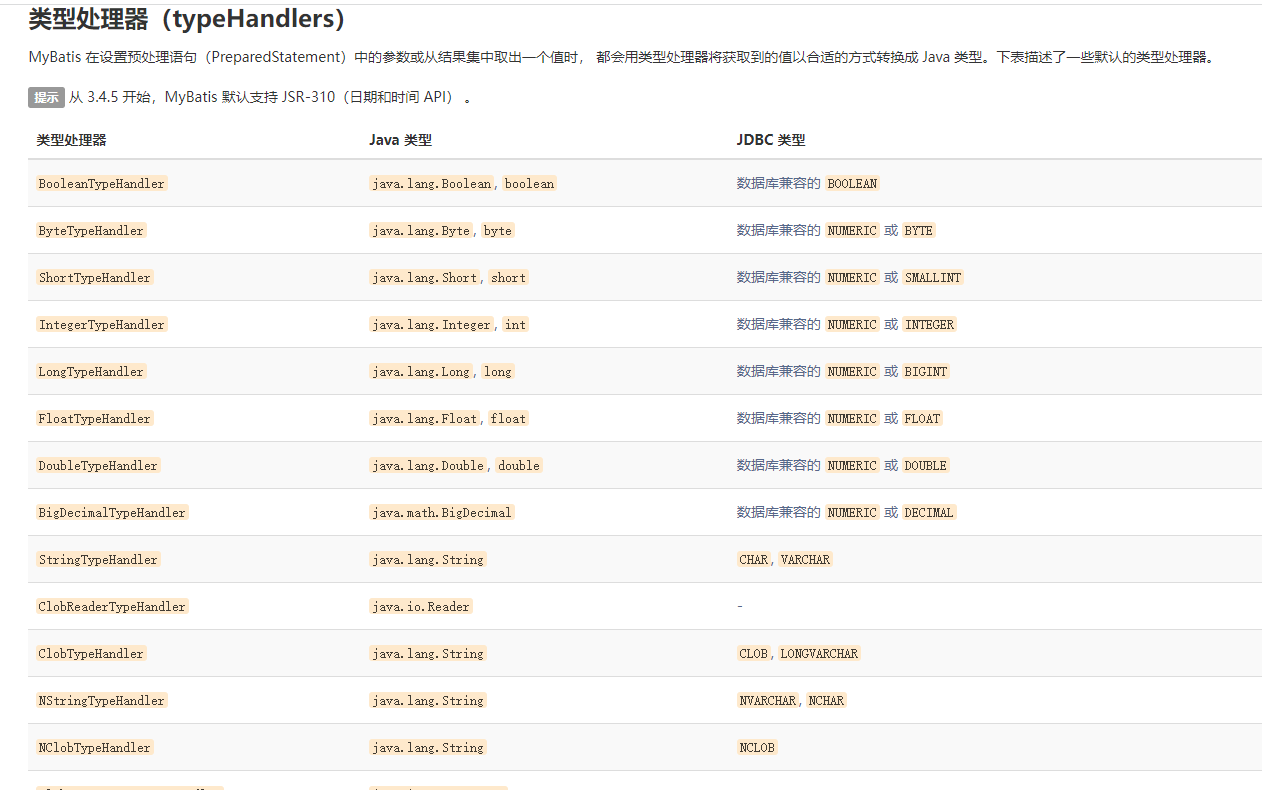 类型处理器（typeHandlers）
MyBatis 在设置预处理语句（PreparedStatement）中的参数或从结果集中取出一个值时， 都会用类型处理器将获取到的值以合适的方式转换成 Java 类型。下表描述了一些默认的类型处理器。
提示 从 3.4.5 开始，MyBatis 默认支持 JSR-310（日期和时间 API） 。
类型处理器 Java 类型 JDBC 类型
BooleanTypeHandler java.lang.Boolean, boolean 数据库兼容的 BOOLEAN
ByteTypeHandler java.lang.Byte, byte 数据库兼容的 NUMERIC 或 BYTE
ShortTypeHandler java.lang.Short, short 数据库兼容的 NUMERIC 或 SMALLINT
IntegerTypeHandler java.lang.Integer, int 数据库兼容的 NUMERIC 或 INTEGER
LongTypeHandler java.lang.Long, long 数据库兼容的 NUMERIC 或 BIGINT
FloatTypeHandler java.lang.Float, float 数据库兼容的 NUMERIC 或 FLOAT
DoubleTypeHandler java.lang.Double, double 数据库兼容的 NUMERIC 或 DOUBLE
BigDecimalTypeHandler java.math.BigDecimal 数据库兼容的 NUMERIC 或 DECIMAL
StringTypeHandler java.lang.String CHAR, VARCHAR
ClobReaderTypeHandler java.io.Reader -
ClobTypeHandler java.lang.String CLOB, LONGVARCHAR
NStringTypeHandler java.lang.String NVARCHAR, NCHAR
NClobTypeHandler java.lang.String NCLOB